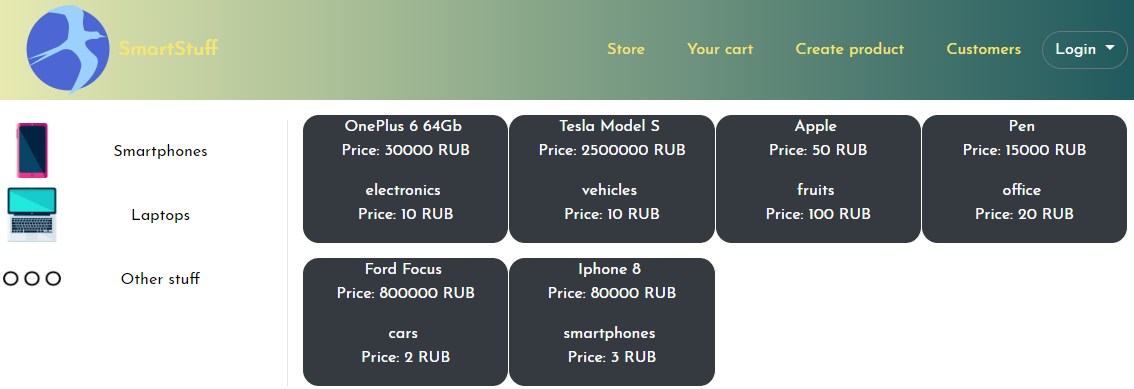 SmartStuff
Store
Your cart
Create product
Customers
Login
Smartphones
Laptops
Other stuff
OnePlus 6 64Gb
Price: 30000 RUB
electronics
Price: 10 RUB
Tesla Model S
Price: 2500000 RUB
vehicles
Price: 10 RUB
Apple
Price: 50 RUB
fruits
Price: 100 RUB
Pen
Price: 15000 RUB
office
Price: 20 RUB
Ford Focus
Price: 800000 RUB
cars
Price: 2 RUB
Iphone 8
Price: 80000 RUB
smartphones
Price: 3 RUB